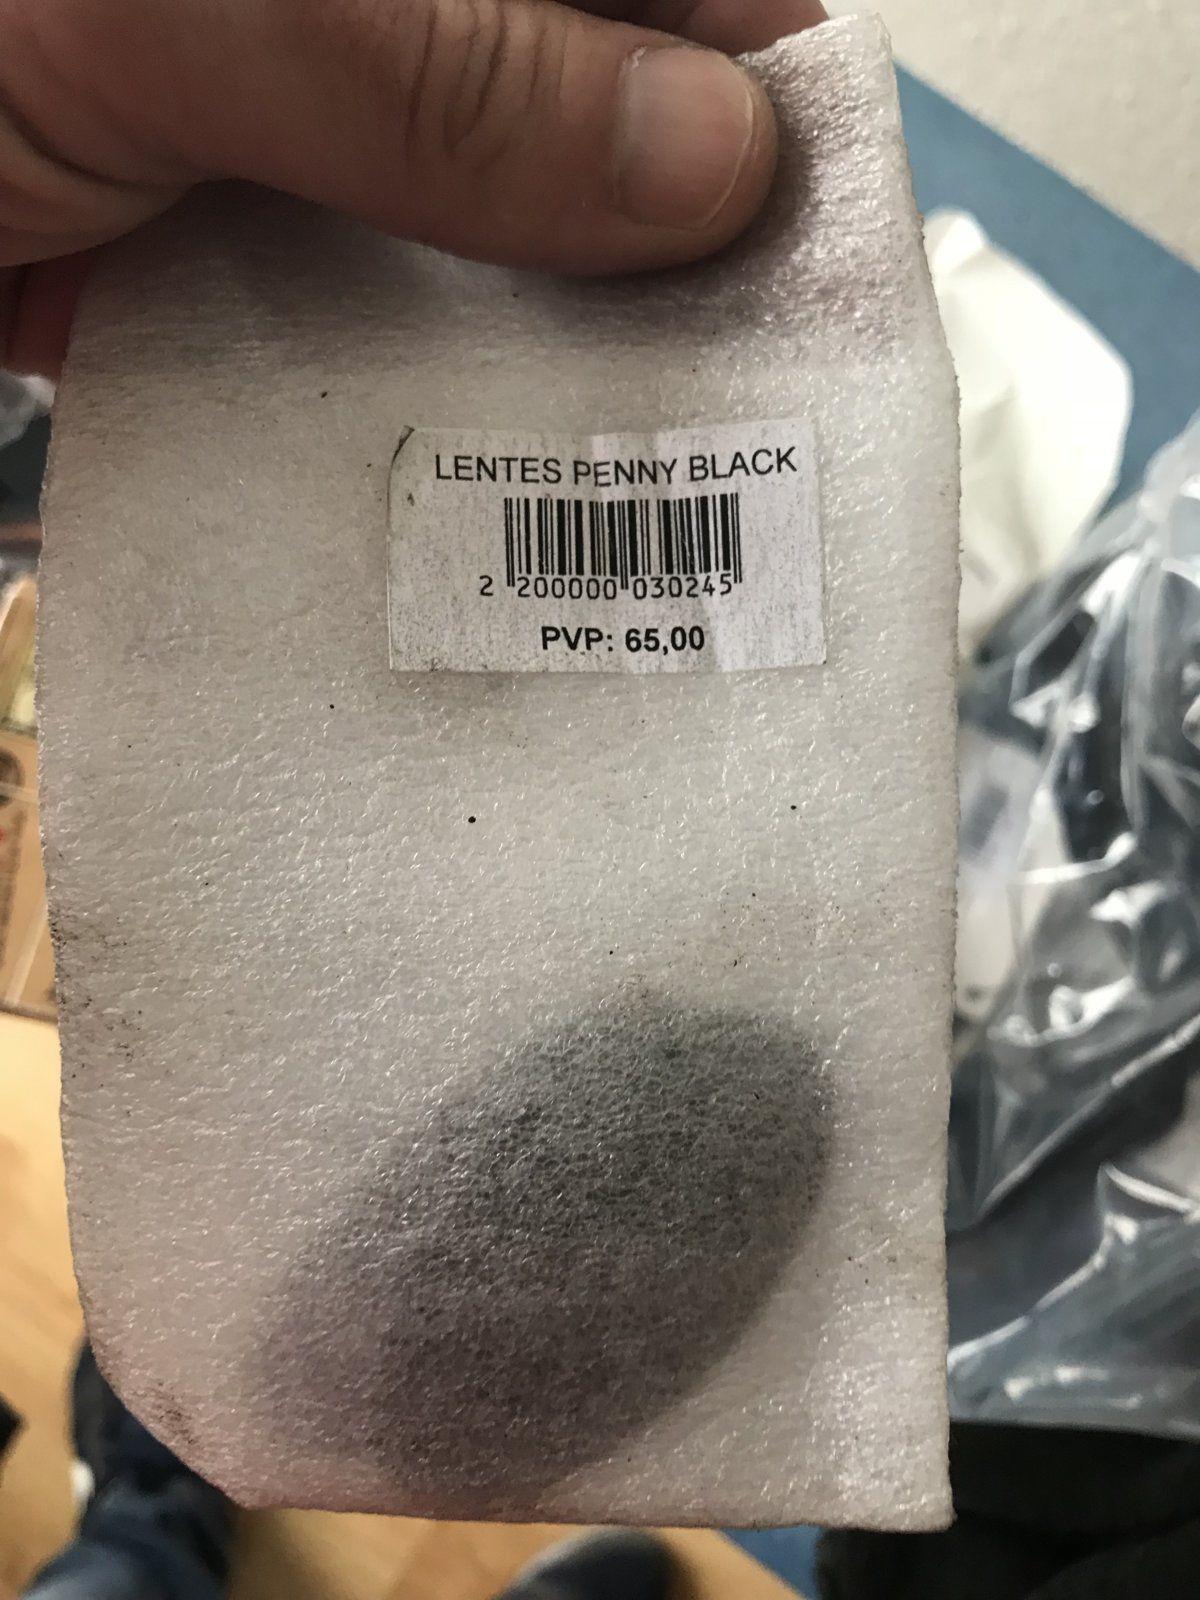 LENTES PENNY BLACK
2 200000 030245
PVP: 65,00